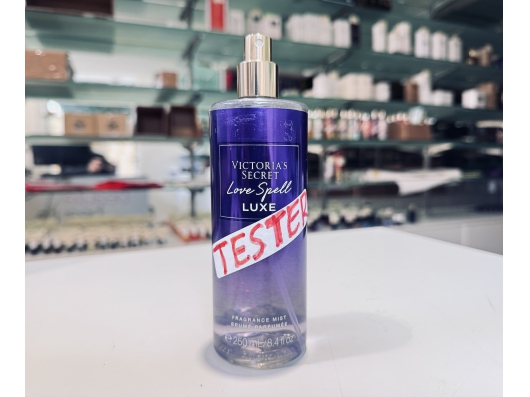 VICTORIA'S
SECRET
Love Spell
LUXE
TESTER
FRAGRANCE MIST
BRUME PARFUMÉE
℮250 mL/8.4 fl oz